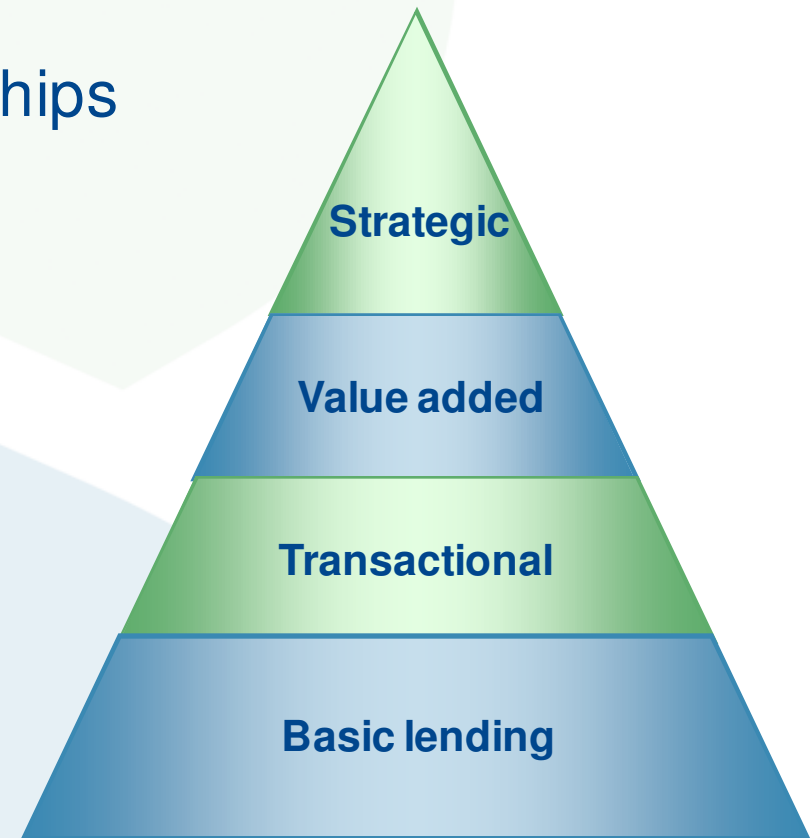 hips
Strategic
Value added
Transactional
Basic lending